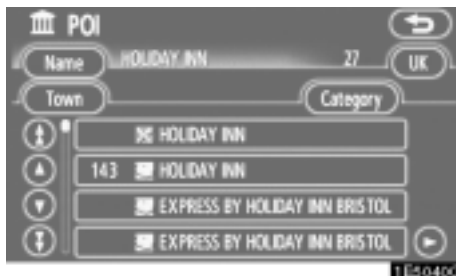 POI
Name HOLIDAY INN 27 UK
Town Category
HOLIDAY INN
143 HOLIDAY INN
EXPRESS BY HOLIDAY INN BRISTOL
EXPRESS BY HOLIDAY INN BRISTOL
1E5040G